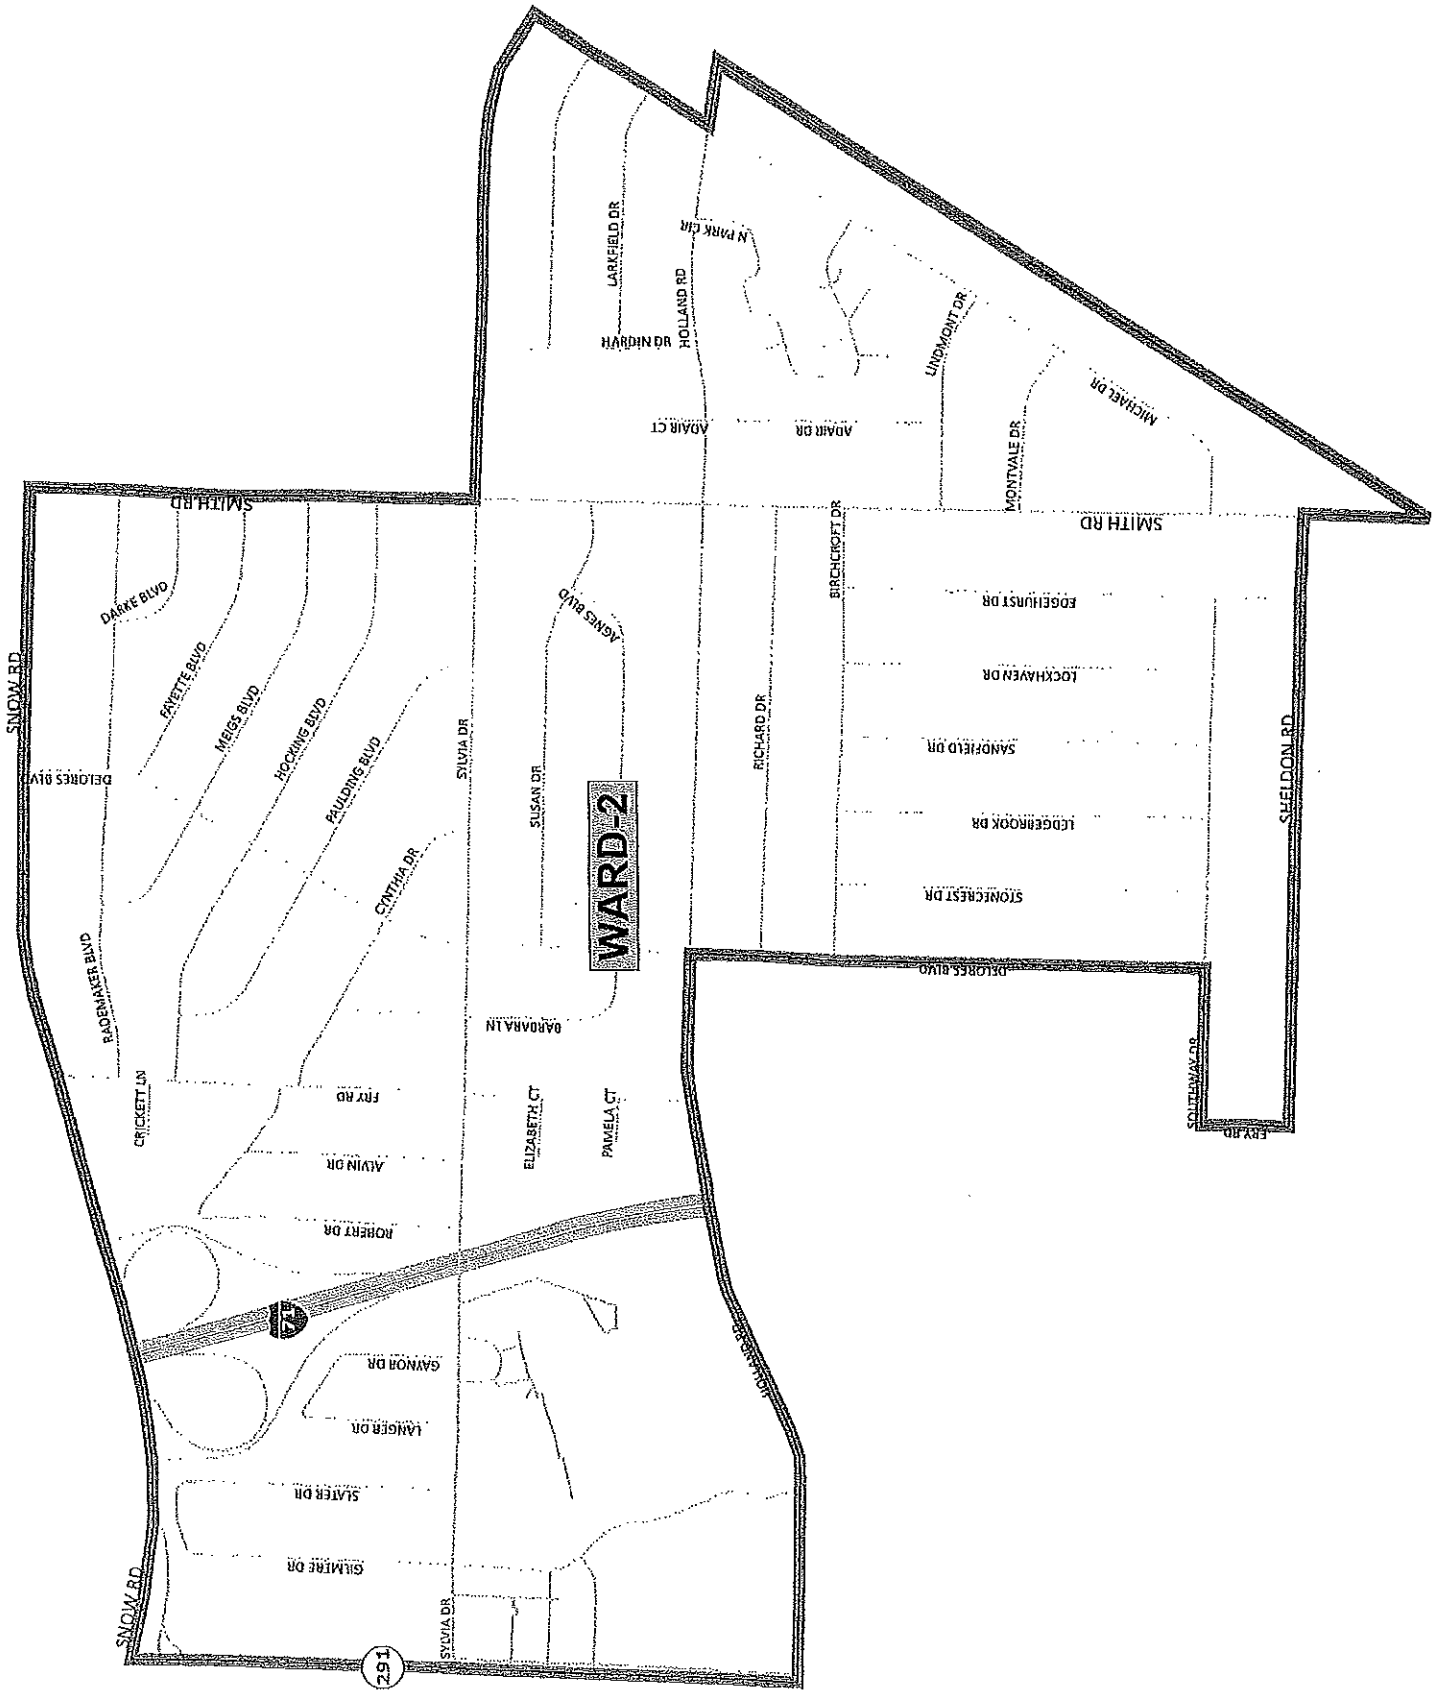 SNOW RD
SMITH RD
DARKE BLVD
FAYETTE BLVD
MEIGS BLVD
HOCKING BLVD
PAULDING BLVD
DELORES BLVD
RADEMAKER BLVD
CYNTHIA DR
SYLVIA DR
SUSAN DR
AGNES BLVD
LARKFIELD DR
HARDIN DR
HOLLAND RD
N PARK CIR
ADAIR CT
ADAIR DR
LINDMONT DR
MONTVALE DR
MICHAEL DR
SMITH RD
BIRCHCROFT DR
RICHARD DR
EDGEHURST DR
LOCKHAVEN DR
SANDFIELD DR
LEDGEBROOK DR
STONECREST DR
SHELDON RD
WARD-2
DELORES BLVD
SOUTHWAY DR
FRY RD
BARBARA LN
CRICKETT LN
FRY RD
ELIZABETH CT
PAMELA CT
ALVIN DR
ROBERT DR
71
GAYNOR DR
LANGER DR
SLATER DR
GILMERE DR
HOLLAND RD
SNOW RD
SYLVIA DR
291